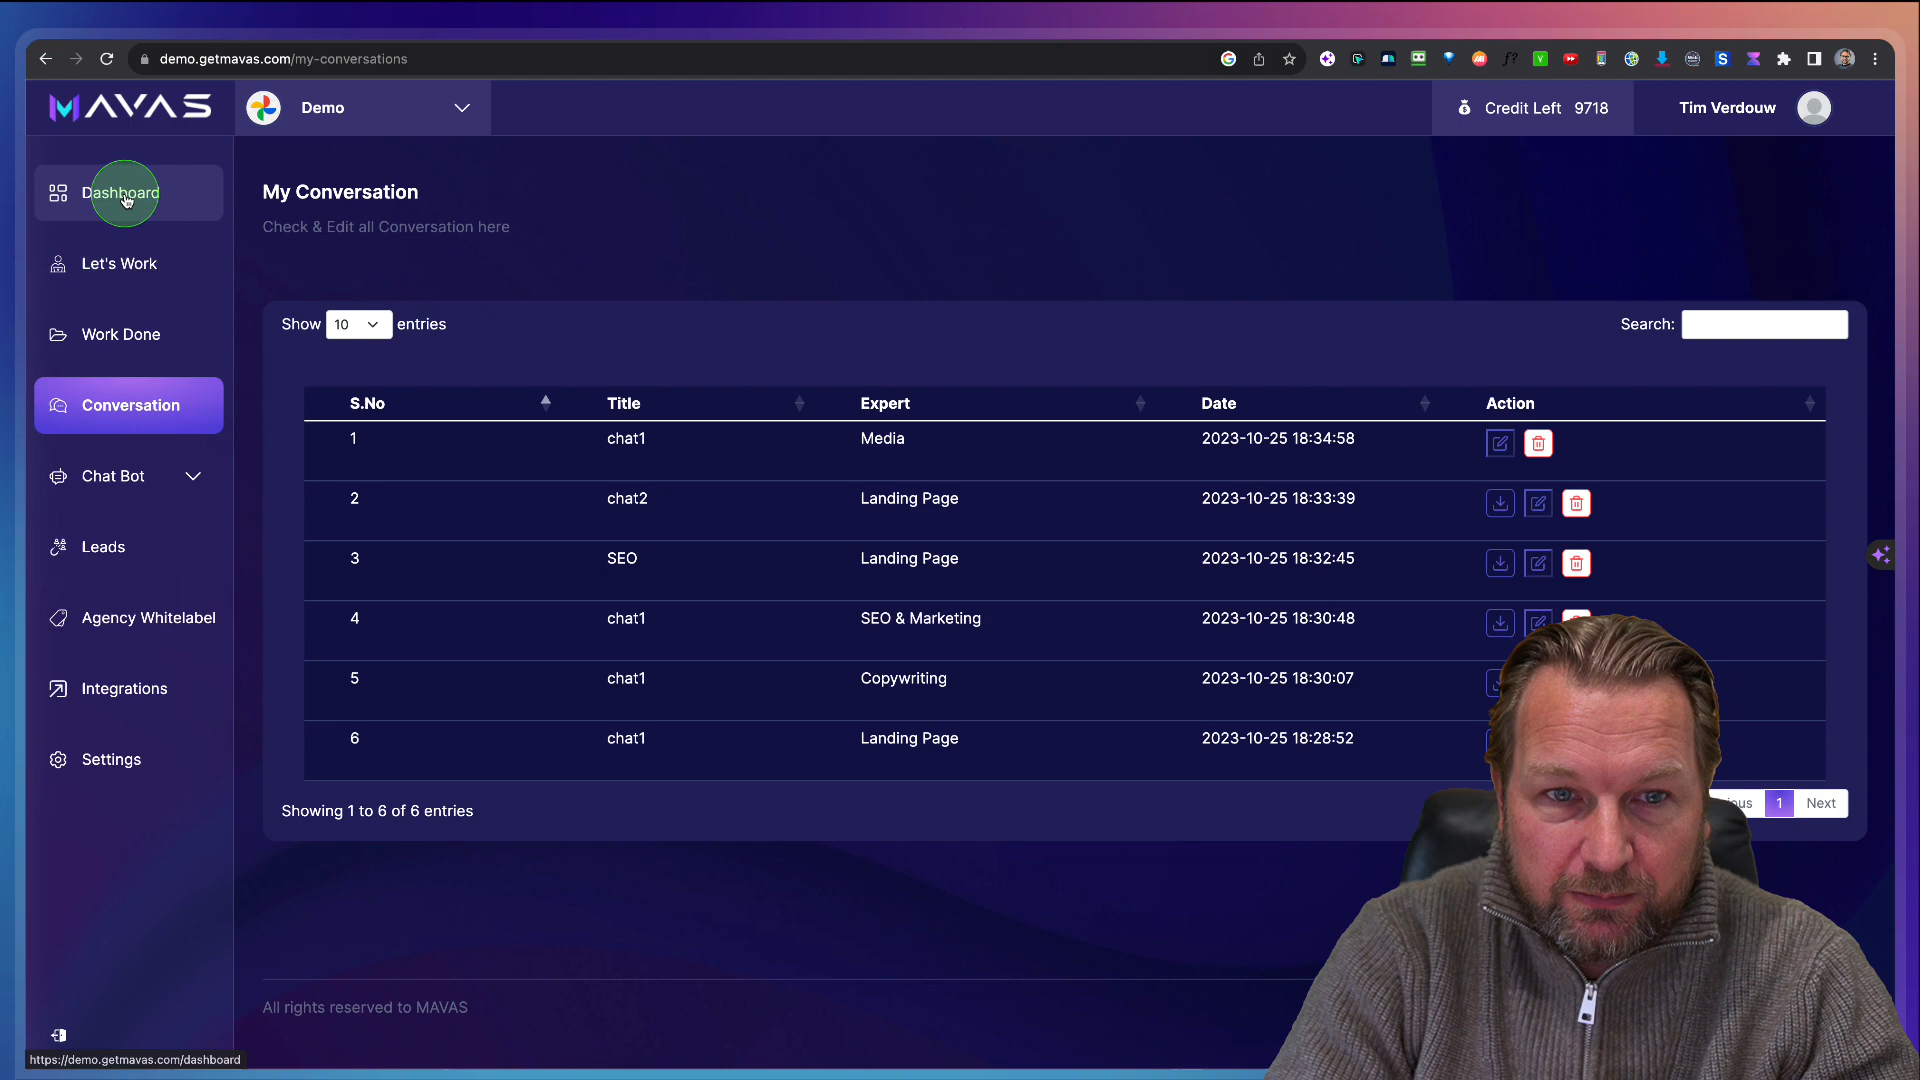 demo.getmavas.com/my-conversations
MAVAS
Demo
Credit Left 9718
Tim Verdouw
Dashboard
Let's Work
Work Done
Conversation
Chat Bot
Leads
Agency Whitelabel
Integrations
Settings
My Conversation
Check & Edit all Conversation here
Show 10 entries
Search:
S.No Title Expert Date Action
1 chat1 Media 2023-10-25 18:34:58
2 chat2 Landing Page 2023-10-25 18:33:39
3 SEO Landing Page 2023-10-25 18:32:45
4 chat1 SEO & Marketing 2023-10-25 18:30:48
5 chat1 Copywriting 2023-10-25 18:30:07
6 chat1 Landing Page 2023-10-25 18:28:52
Showing 1 to 6 of 6 entries
1 Next
All rights reserved to MAVAS
https://demo.getmavas.com/dashboard